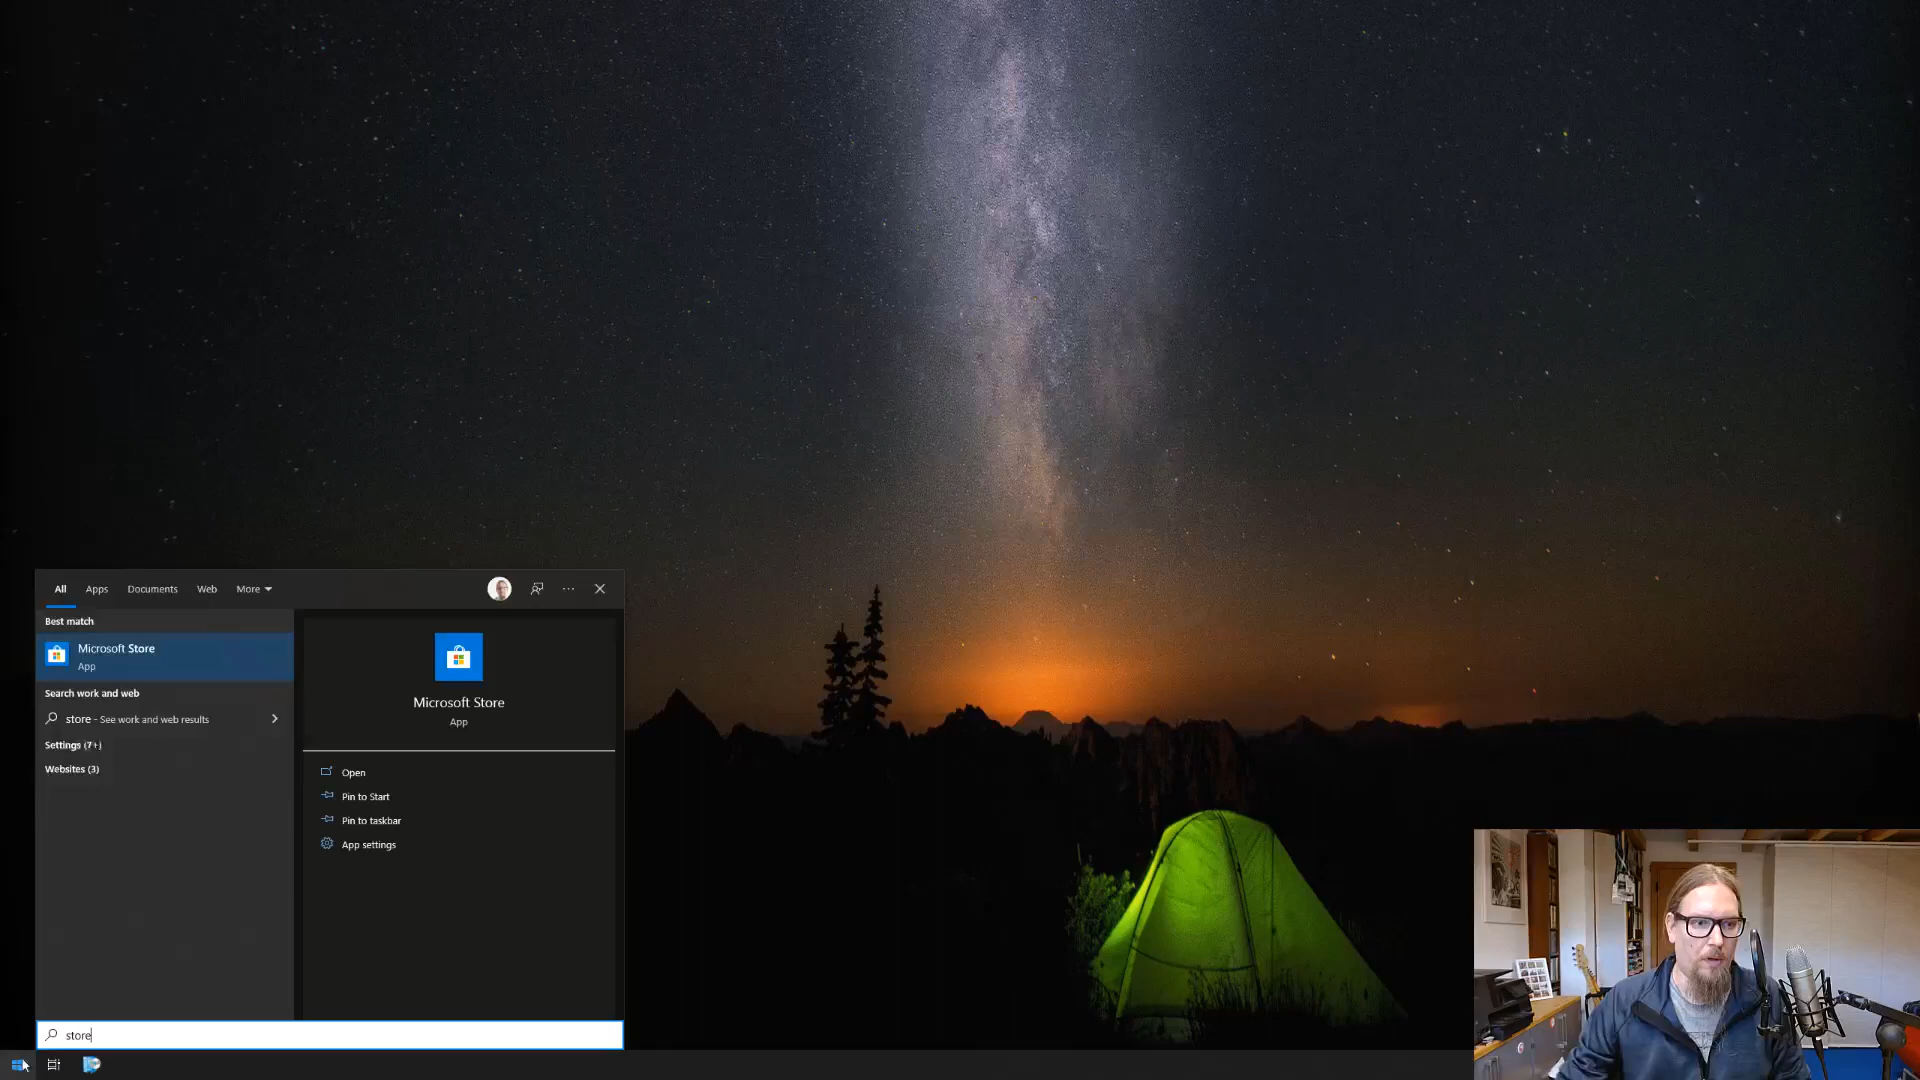 All
Apps
Documents
Web
More
Best match
Microsoft Store
App
Search work and web
store - See work and web results
Settings (7+)
Websites (3)
Microsoft Store
App
Open
Pin to Start
Pin to taskbar
App settings
store